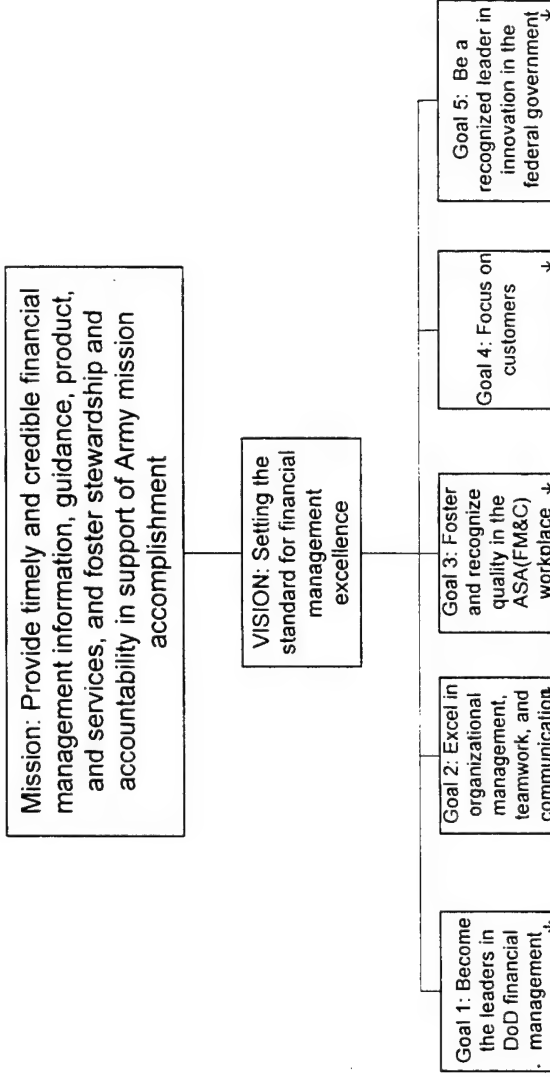 Mission: Provide timely and credible financial
management information, guidance, product,
and services, and foster stewardship and
accountability in support of Army mission
accomplishment
VISION: Setting the
standard for financial
management
excellence
Goal 1: Become
the leaders in
DoD financial
management
Goal 2: Excel in
organizational
management,
teamwork, and
communication
Goal 3: Foster
and recognize
quality in the
ASA(FM&C)
workplace
Goal 4: Focus on
customers
Goal 5: Be a
recognized leader in
innovation in the
federal government